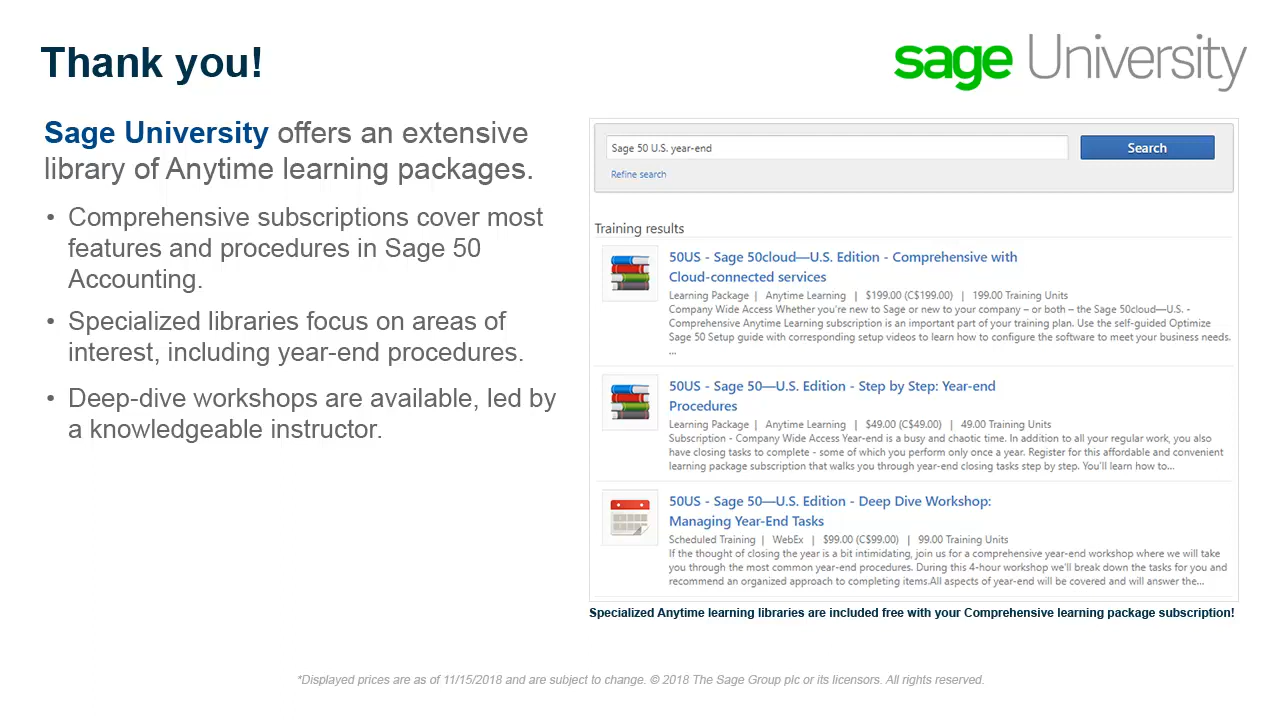 Thank you!
sage University
Sage University offers an extensive
library of Anytime learning packages.
• Comprehensive subscriptions cover most
features and procedures in Sage 50
Accounting.
• Specialized libraries focus on areas of
interest, including year-end procedures.
• Deep-dive workshops are available, led by
a knowledgeable instructor.
Sage 50 U.S. year-end
Search
Refine search
Training results
50US - Sage 50cloud—U.S. Edition - Comprehensive with
Cloud-connected services
Learning Package | Anytime Learning | $199.00 (C$199.00) | 199.00 Training Units
Company Wide Access Whether you're new to Sage or new to your company – or both – the Sage 50cloud—U.S. -
Comprehensive Anytime Learning subscription is an important part of your training plan. Use the self-guided Optimize
Sage 50 Setup guide with corresponding setup videos to learn how to configure the software to meet your business needs.
...
50US - Sage 50—U.S. Edition - Step by Step: Year-end
Procedures
Learning Package | Anytime Learning | $49.00 (C$49.00) | 49.00 Training Units
Subscription - Company Wide Access Year-end is a busy and chaotic time. In addition to all your regular work, you also
have closing tasks to complete - some of which you perform only once a year. Register for this affordable and convenient
learning package subscription that walks you through year-end closing tasks step by step. You'll learn how to...
50US - Sage 50—U.S. Edition - Deep Dive Workshop:
Managing Year-End Tasks
Scheduled Training | WebEx | $99.00 (C$99.00) | 99.00 Training Units
If the thought of closing the year is a bit intimidating, join us for a comprehensive year-end workshop where we will take
you through the most common year-end procedures. During this 4-hour workshop we'll break down the tasks for you and
recommend an organized approach to completing items.All aspects of year-end will be covered and will answer the...
Specialized Anytime learning libraries are included free with your Comprehensive learning package subscription!
*Displayed prices are as of 11/15/2018 and are subject to change. © 2018 The Sage Group plc or its licensors. All rights reserved.